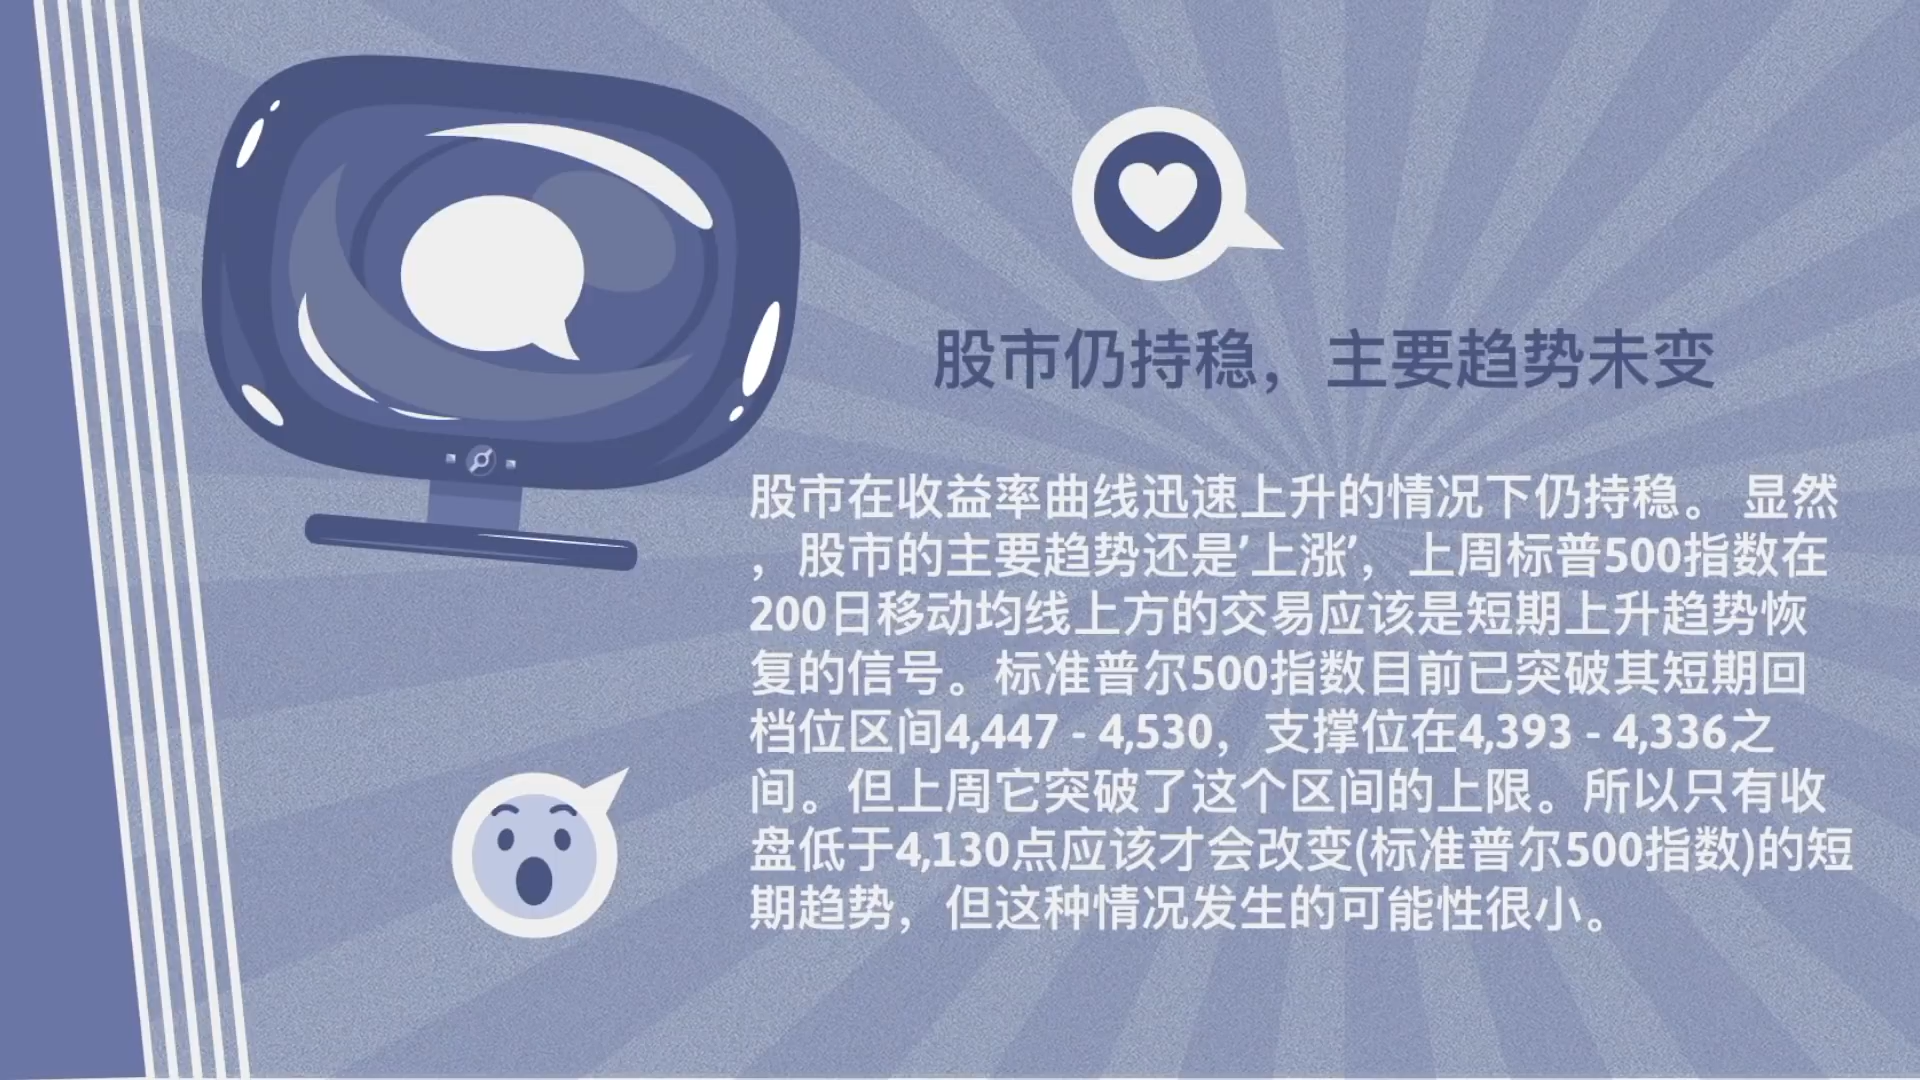 股市仍持稳，主要趋势未变
股市在收益率曲线迅速上升的情况下仍持稳。 显然
，股市的主要趋势还是’上涨’，上周标普500指数在
200日移动均线上方的交易应该是短期上升趋势恢
复的信号。标准普尔500指数目前已突破其短期回
档位区间4,447 - 4,530，支撑位在4,393 - 4,336之
间。但上周它突破了这个区间的上限。所以只有收
盘低于4,130点应该才会改变(标准普尔500指数)的短
期趋势，但这种情况发生的可能性很小。